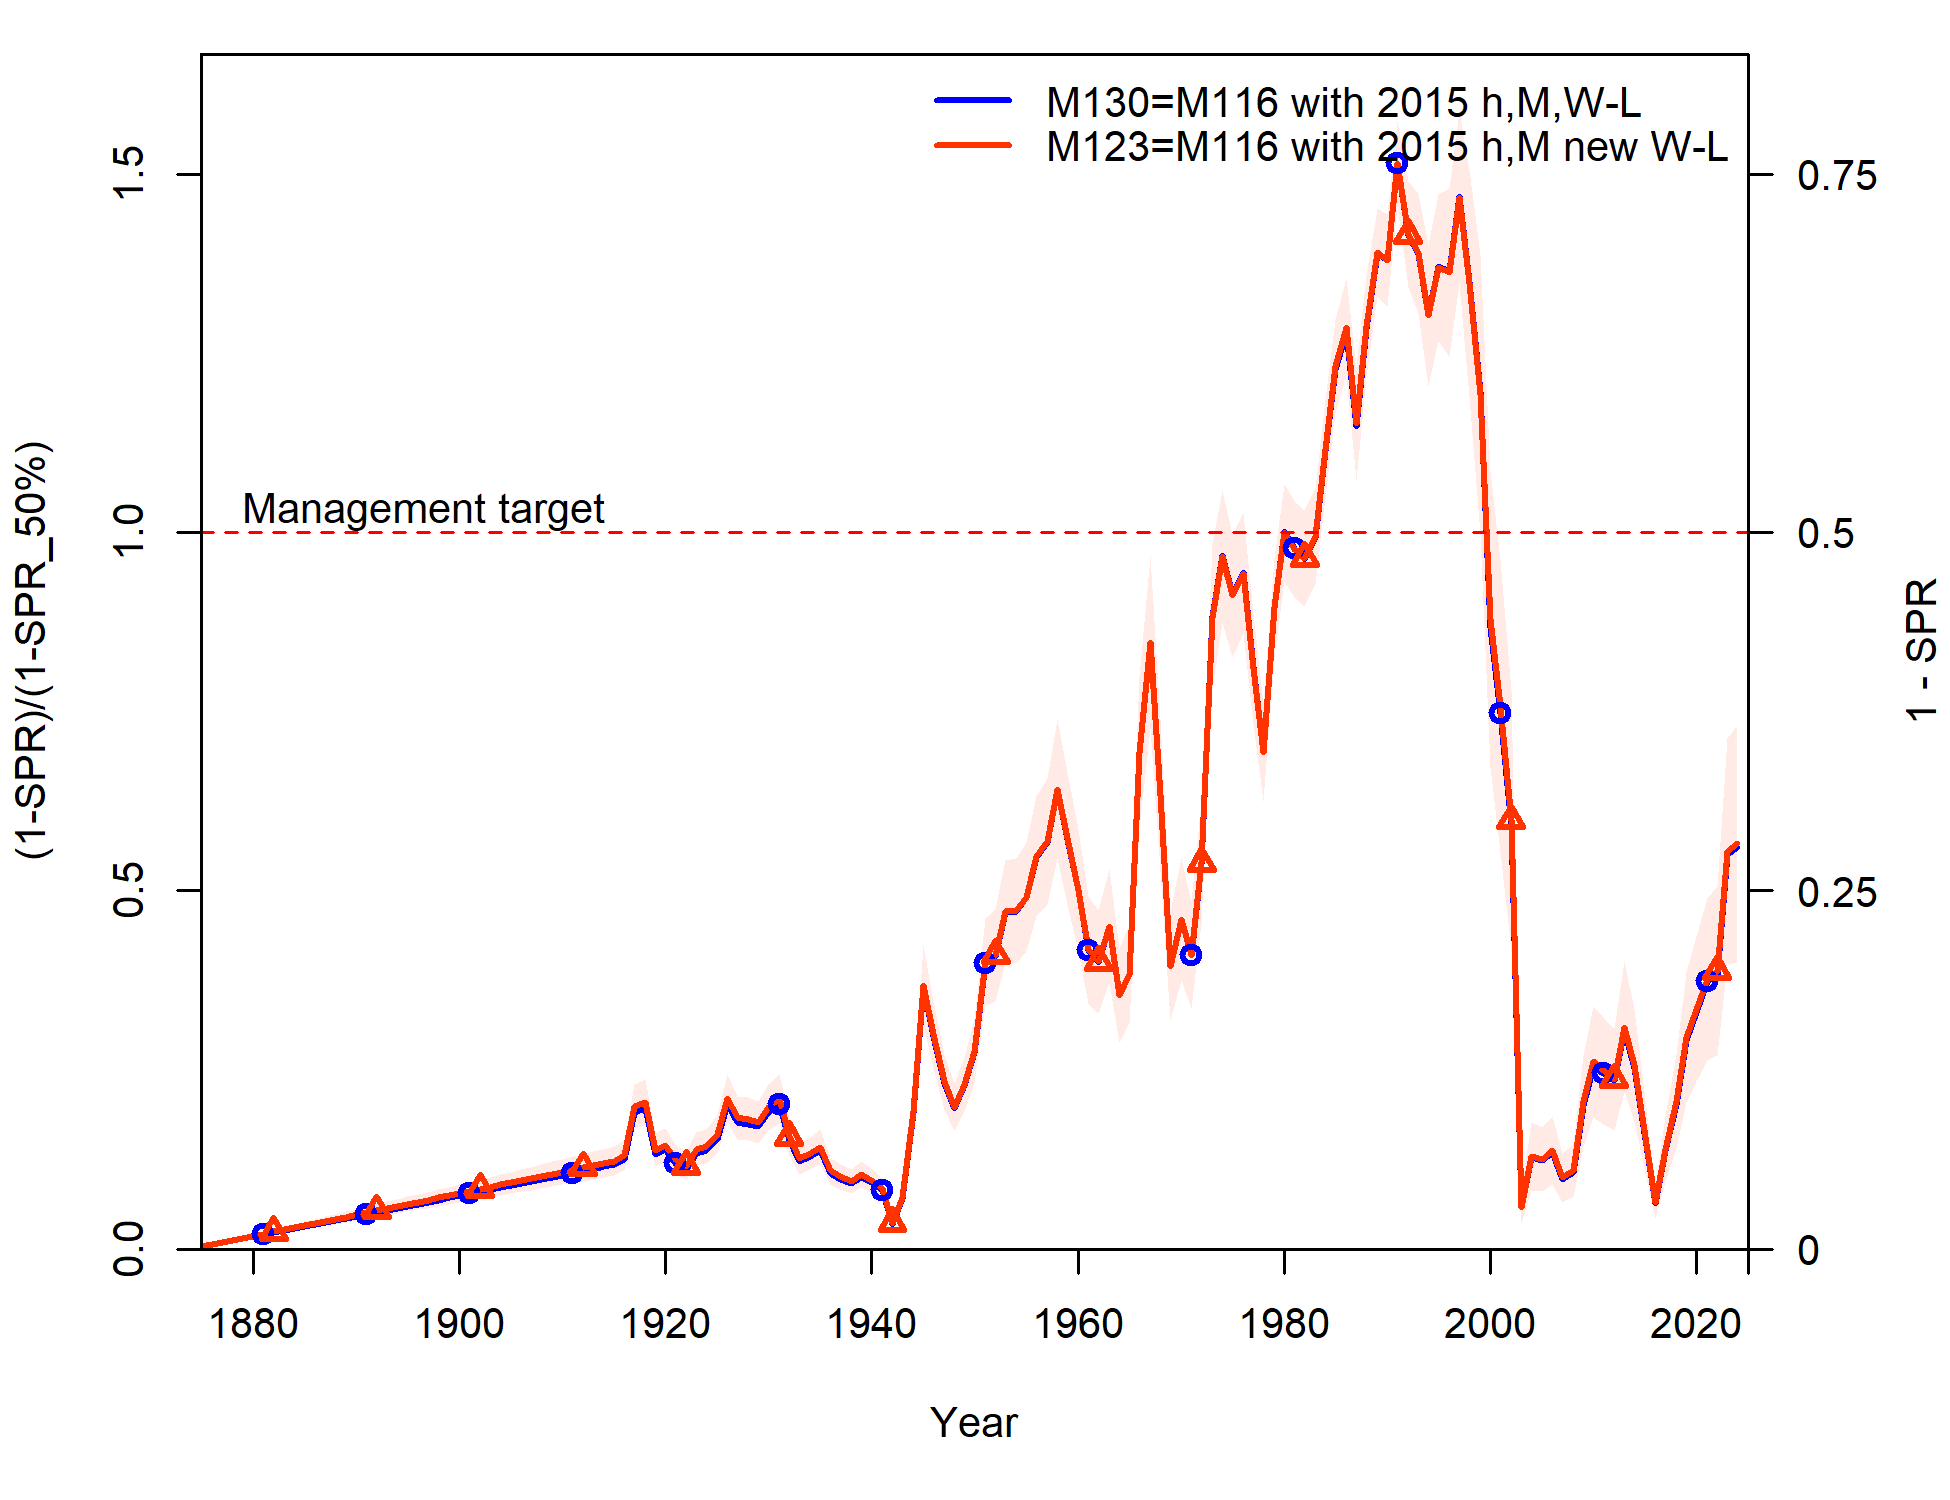 M130=M116 with 2015 h,M,W-L
M123=M116 with 2015 h,M new W-L
Management target
(1-SPR)/(1-SPR_50%)
0.0
0.5
1.0
1.5
1 - SPR
0.75
0.5
0.25
0
1880 1900 1920 1940 1960 1980 2000 2020
Year